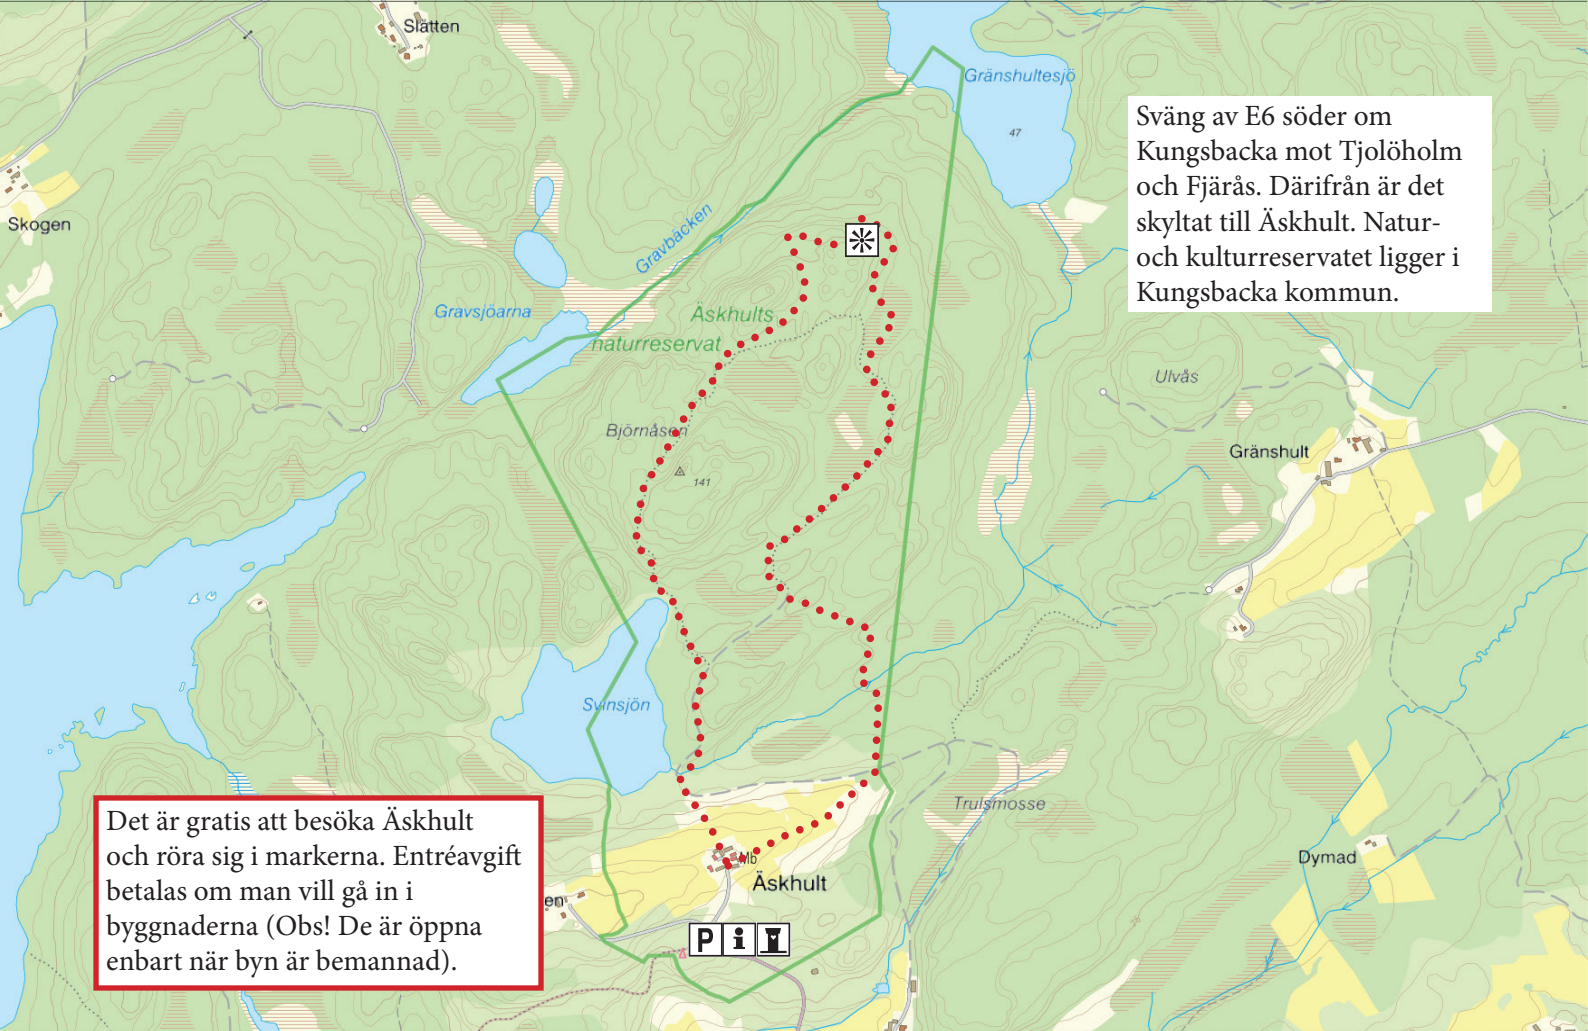 Slätten
Gränshultesjö
47
Sväng av E6 söder om
Kungsbacka mot Tjolöholm
och Fjärås. Därifrån är det
skyltat till Äskhult. Natur-
och kulturreservatet ligger i
Kungsbacka kommun.
Skogen
Gravbäcken
Gravsjöarna
Äskhults
naturreservat
Ulvås
Björnåsen
141
Gränshult
Svinsjön
Trulsmosse
Det är gratis att besöka Äskhult
och röra sig i markerna. Entréavgift
betalas om man vill gå in i
byggnaderna (Obs! De är öppna
enbart när byn är bemannad).
Mb
Äskhult
en
Dymad
P i